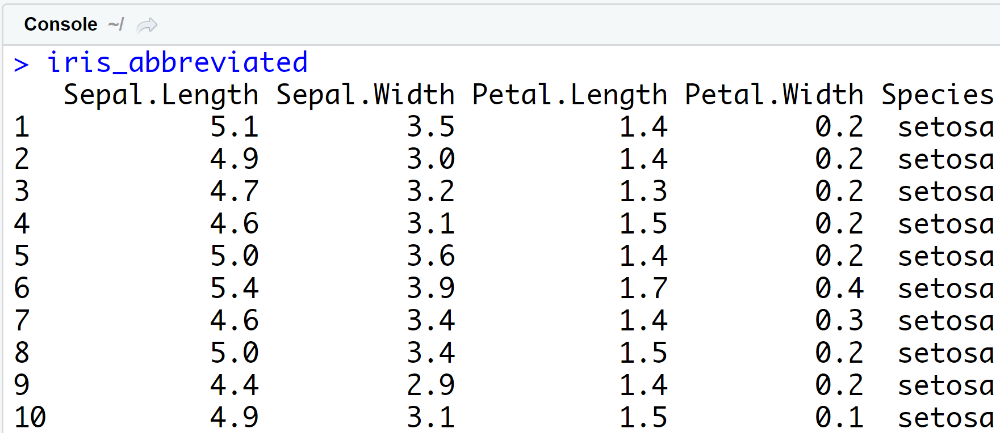 Console ~/
> iris_abbreviated
   Sepal.Length Sepal.Width Petal.Length Petal.Width Species
1           5.1         3.5          1.4         0.2  setosa
2           4.9         3.0          1.4         0.2  setosa
3           4.7         3.2          1.3         0.2  setosa
4           4.6         3.1          1.5         0.2  setosa
5           5.0         3.6          1.4         0.2  setosa
6           5.4         3.9          1.7         0.4  setosa
7           4.6         3.4          1.4         0.3  setosa
8           5.0         3.4          1.5         0.2  setosa
9           4.4         2.9          1.4         0.2  setosa
10          4.9         3.1          1.5         0.1  setosa